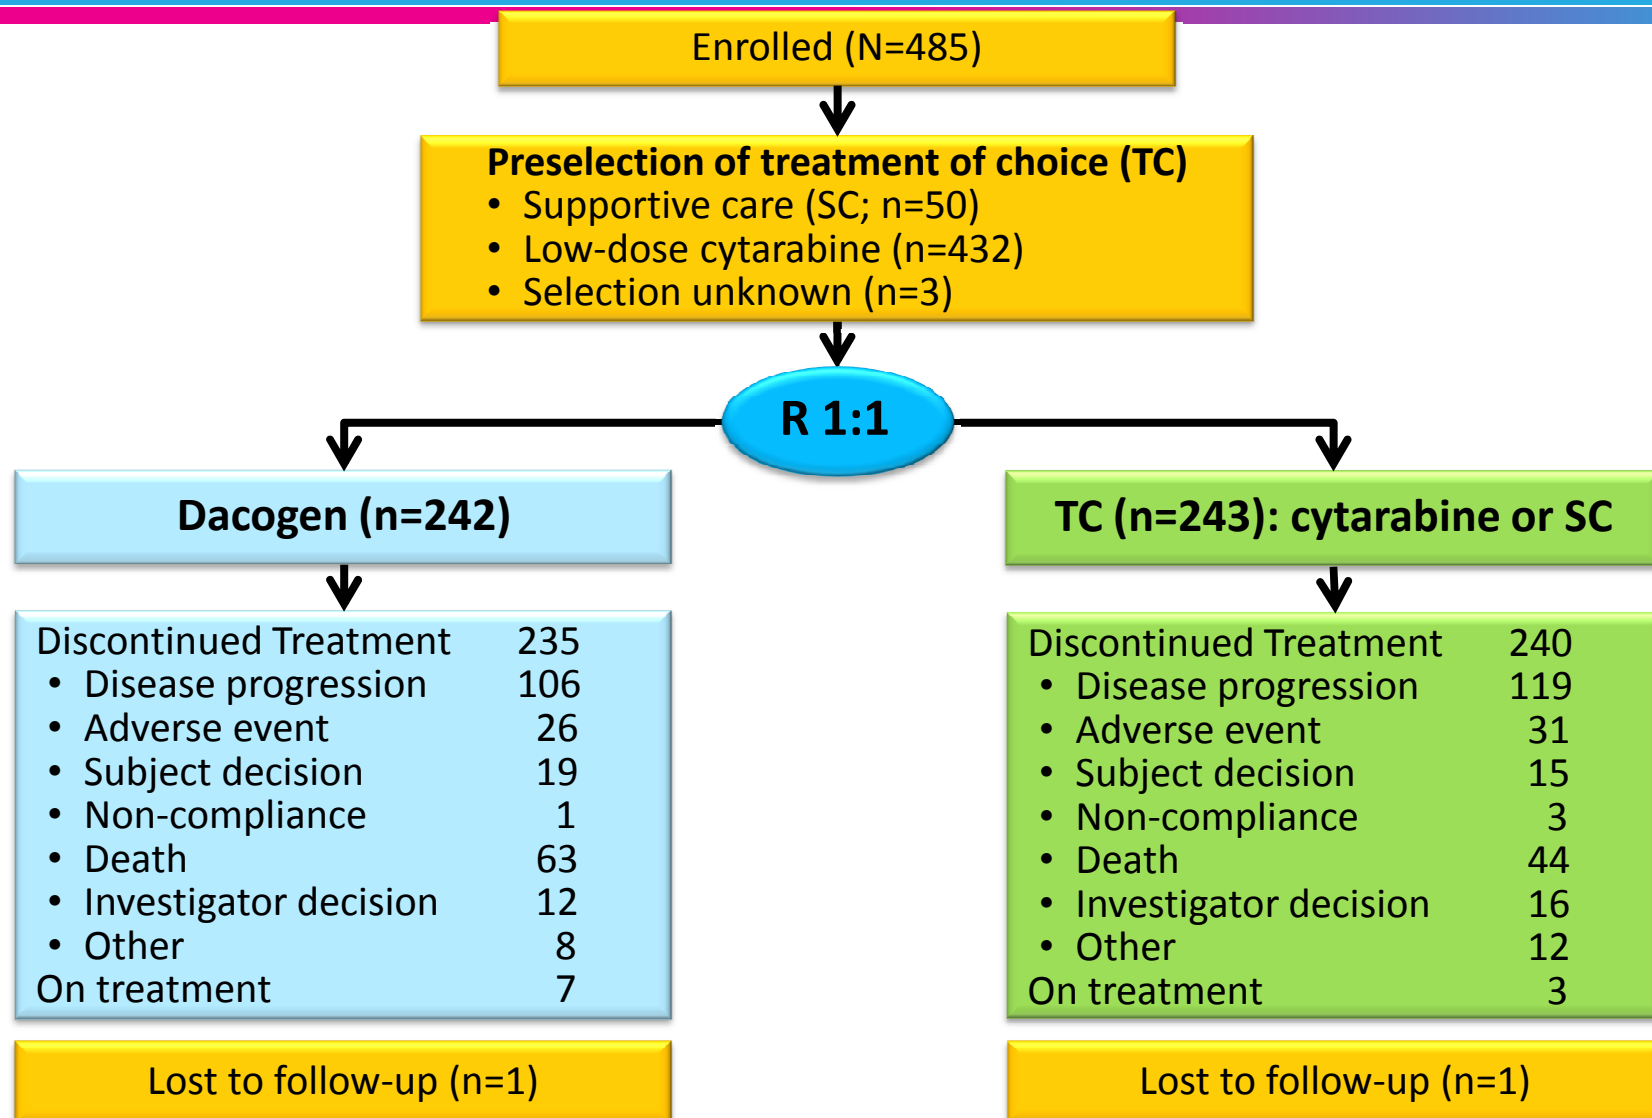 Enrolled (N=485)
Preselection of treatment of choice (TC)
• Supportive care (SC; n=50)
• Low-dose cytarabine (n=432)
• Selection unknown (n=3)
R 1:1
Dacogen (n=242)
Discontinued Treatment 235
• Disease progression 106
• Adverse event 26
• Subject decision 19
• Non-compliance 1
• Death 63
• Investigator decision 12
• Other 8
On treatment 7
Lost to follow-up (n=1)
TC (n=243): cytarabine or SC
Discontinued Treatment 240
• Disease progression 119
• Adverse event 31
• Subject decision 15
• Non-compliance 3
• Death 44
• Investigator decision 16
• Other 12
On treatment 3
Lost to follow-up (n=1)